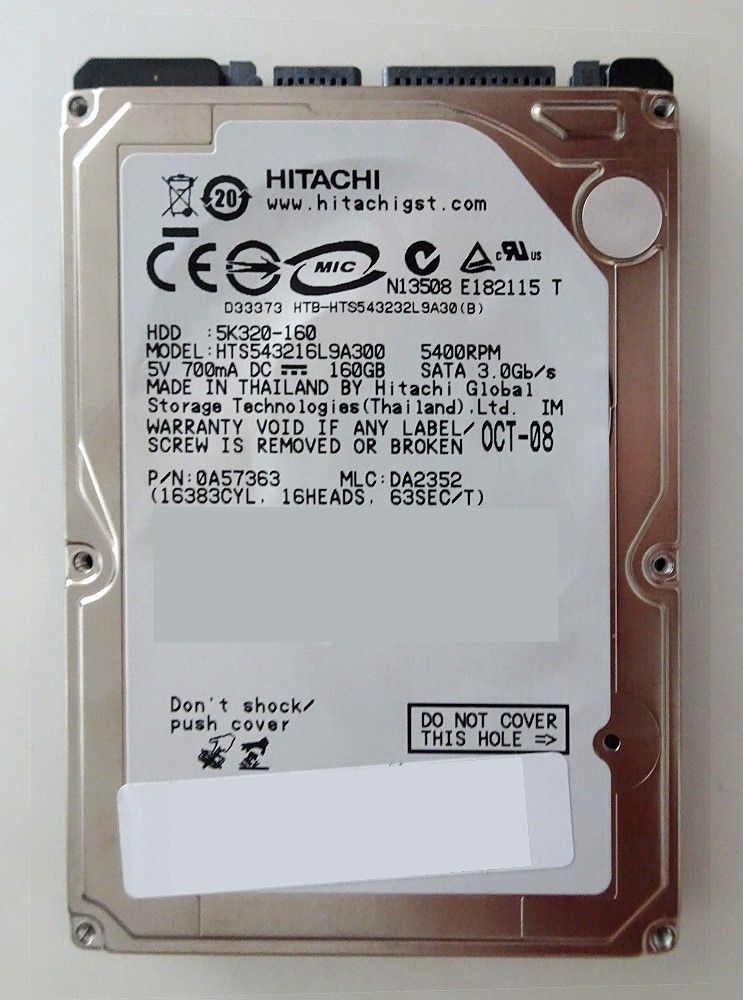 20
HITACHI
www.hitachigst.com
CE
MIC
c RU us
N13508 E182115 T
D33373 HTB-HTS543232L9A30(B)
HDD :5K320-160
MODEL:HTS543216L9A300 5400RPM
5V 700mA DC 160GB SATA 3.0Gb/s
MADE IN THAILAND BY Hitachi Global
Storage Technologies(Thailand),Ltd. IM
WARRANTY VOID IF ANY LABEL/
SCREW IS REMOVED OR BROKEN OCT-08
P/N:0A57363 MLC:DA2352
(16383CYL, 16HEADS, 63SEC/T)
Don't shock/
push cover
DO NOT COVER
THIS HOLE =>